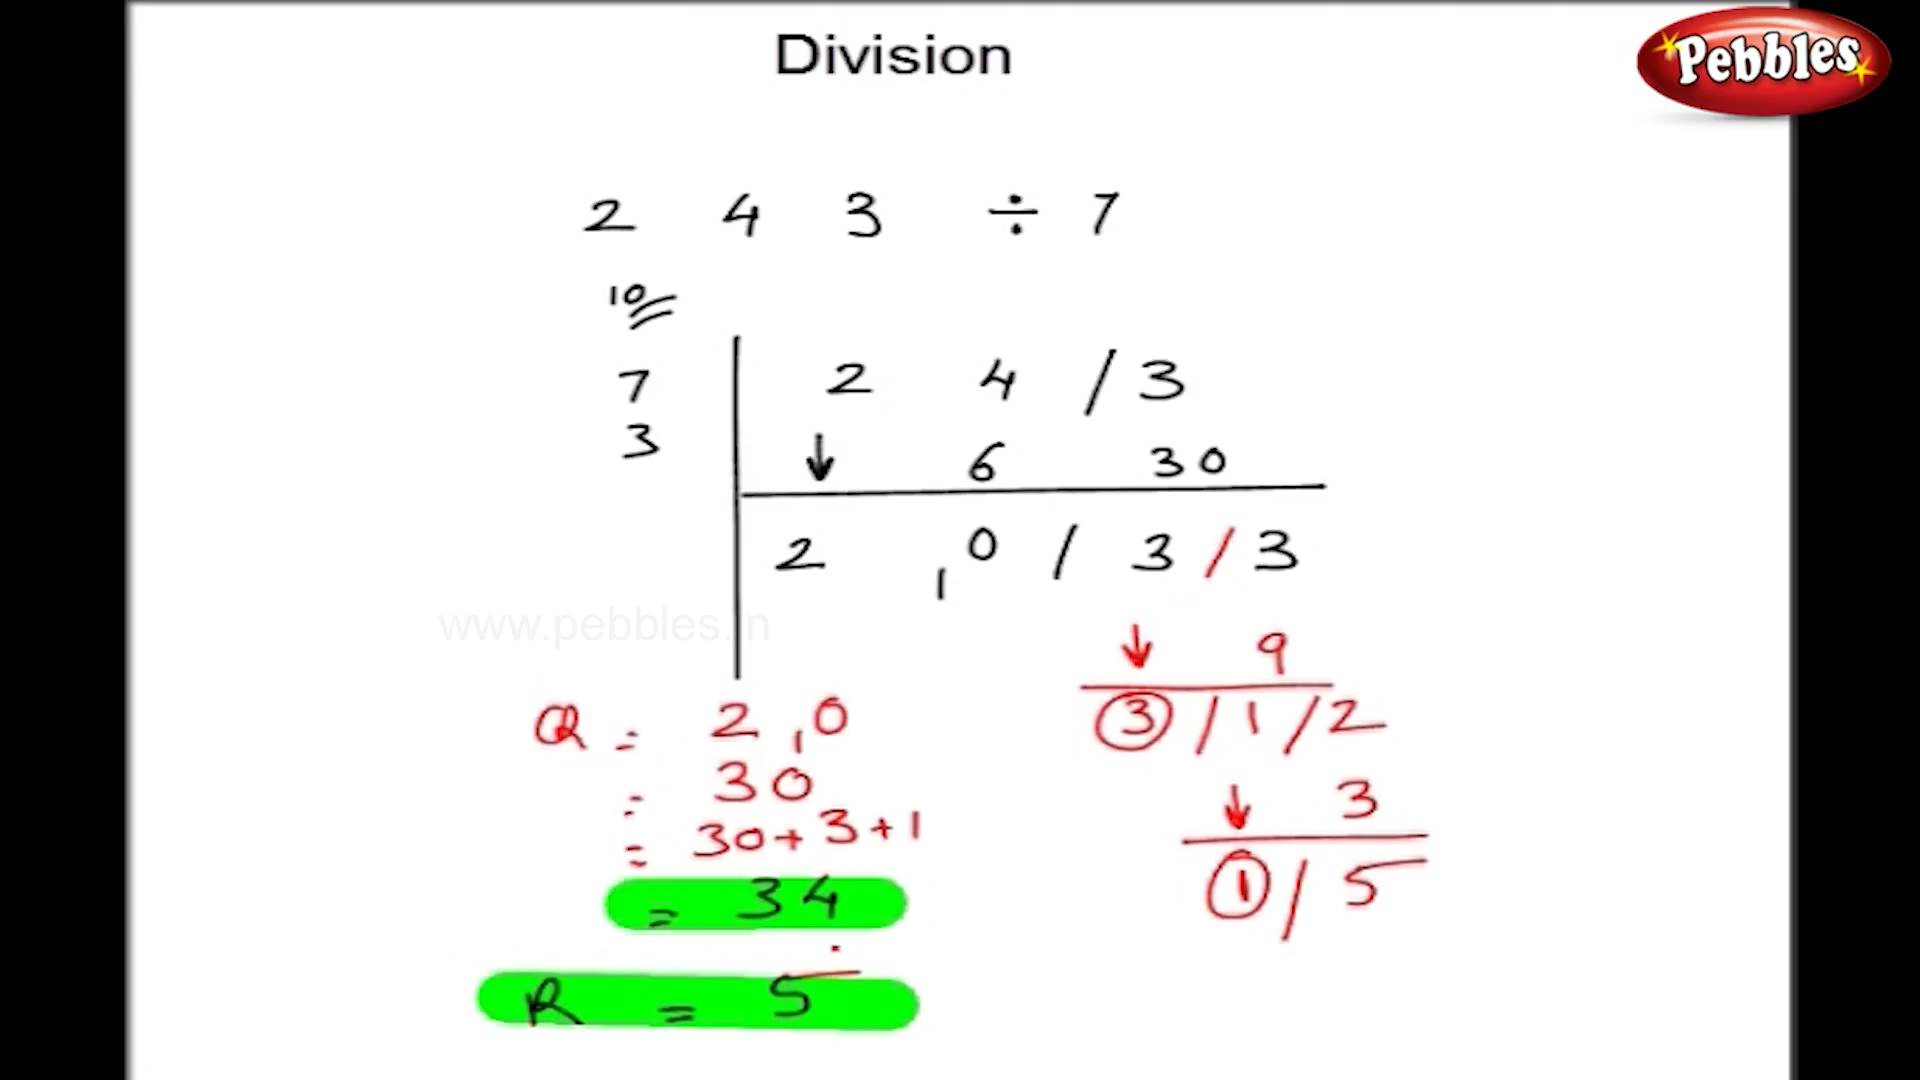 Division
Pebbles
2 4 3 ÷ 7
10
7 2 4 / 3
3 ↓ 6 30
2 ,0 / 3 / 3
1
www.pebbles.in
↓ 9
Q = 2 ,0 3 / 1 / 2
= 30 ↓ 3
= 30 + 3 + 1
= 34 1 / 5
R = 5